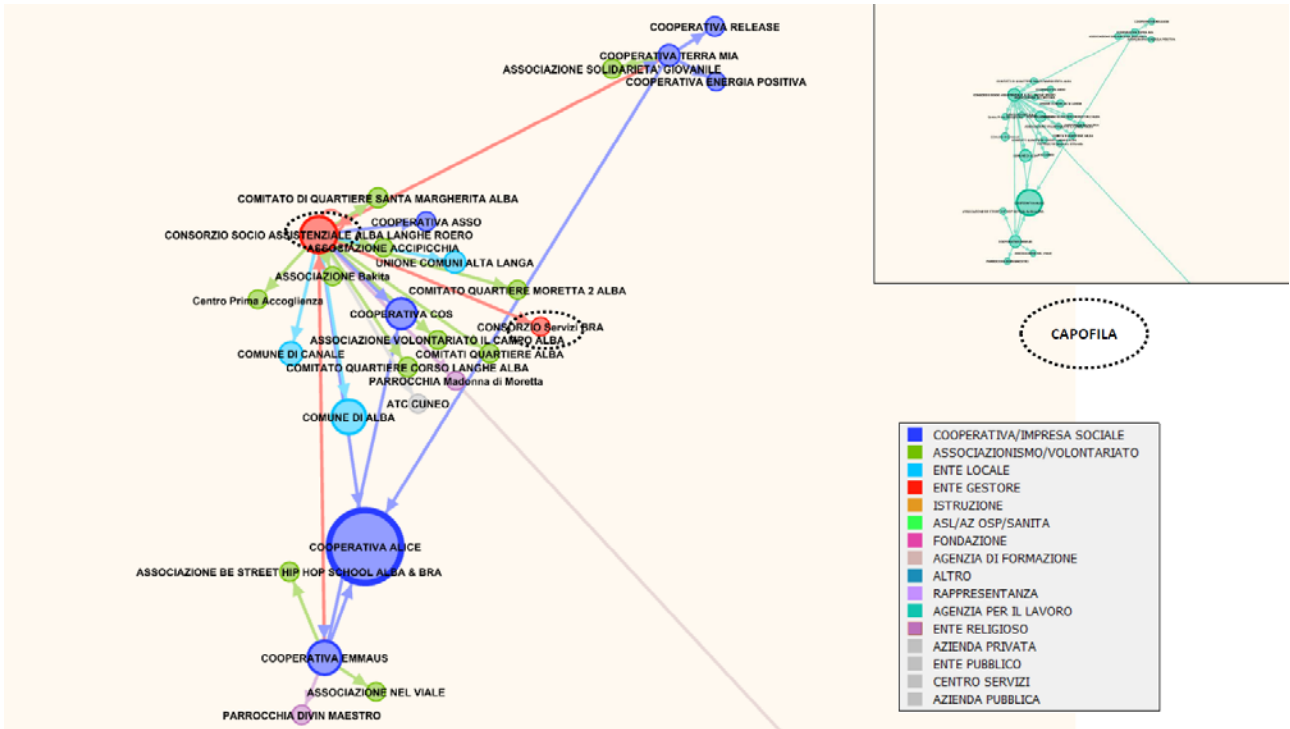 COOPERATIVA RELEASE
COOPERATIVA TERRA MIA
ASSOCIAZIONE SOLIDARIETA' GIOVANILE
COOPERATIVA ENERGIA POSITIVA
COMITATO DI QUARTIERE SANTA MARGHERITA ALBA
COOPERATIVA ASSO
CONSORZIO SOCIO ASSISTENZIALE ALBA LANGHE ROERO
ASSOCIAZIONE ACCIPICCHIA
UNIONE COMUNI ALTA LANGA
ASSOCIAZIONE Bakita
COMITATO QUARTIERE MORETTA 2 ALBA
Centro Prima Accoglienza
COOPERATIVA COS
CONSORZIO Servizi BRA
ASSOCIAZIONE VOLONTARIATO IL CAMPO ALBA
COMUNE DI CANALE
COMITATI QUARTIERE ALBA
COMITATO QUARTIERE CORSO LANGHE ALBA
PARROCCHIA Madonna di Moretta
ATC CUNEO
COMUNE DI ALBA
COOPERATIVA ALICE
ASSOCIAZIONE BE STREET HIP HOP SCHOOL ALBA & BRA
COOPERATIVA EMMAUS
ASSOCIAZIONE NEL VIALE
PARROCCHIA DIVIN MAESTRO
CAPOFILA
COOPERATIVA/IMPRESA SOCIALE
ASSOCIAZIONISMO/VOLONTARIATO
ENTE LOCALE
ENTE GESTORE
ISTRUZIONE
ASL/AZ OSP/SANITA
FONDAZIONE
AGENZIA DI FORMAZIONE
ALTRO
RAPPRESENTANZA
AGENZIA PER IL LAVORO
ENTE RELIGIOSO
AZIENDA PRIVATA
ENTE PUBBLICO
CENTRO SERVIZI
AZIENDA PUBBLICA